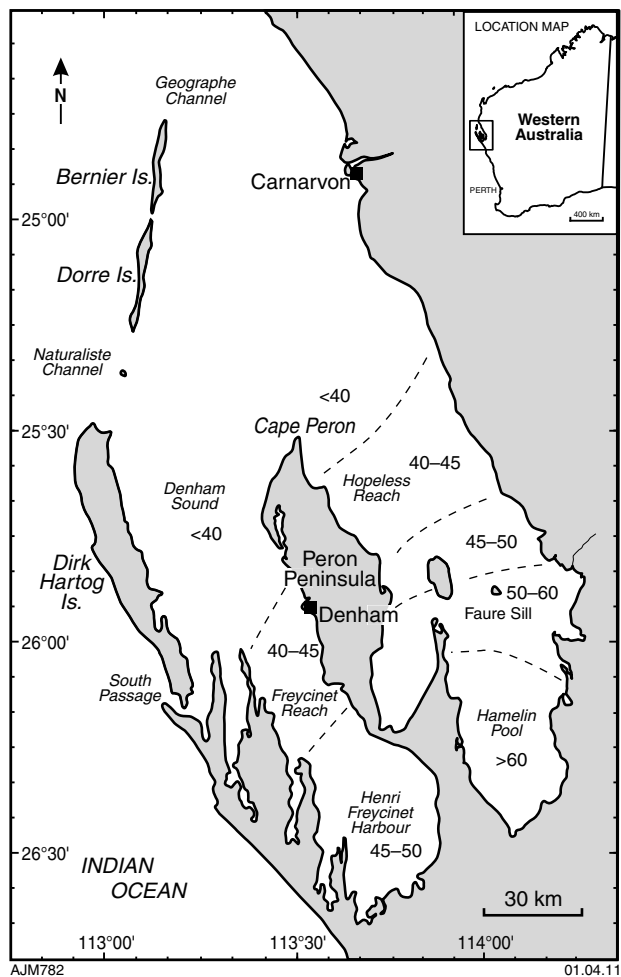 LOCATION MAP
Western
Australia
PERTH
400 km
N
Geographe
Channel
Bernier Is.
Carnarvon
25°00'
Dorre Is.
Naturaliste
Channel
<40
25°30'
Cape Peron
40–45
Hopeless
Reach
Denham
Sound
<40
45–50
Peron
Peninsula
Dirk
Hartog
Is.
50–60
Faure Sill
Denham
26°00'
40–45
South
Passage
Freycinet
Reach
Hamelin
Pool
>60
Henri
Freycinet
Harbour
45–50
26°30'
INDIAN
OCEAN
30 km
113°00'
113°30'
114°00'
AJM782
01.04.11